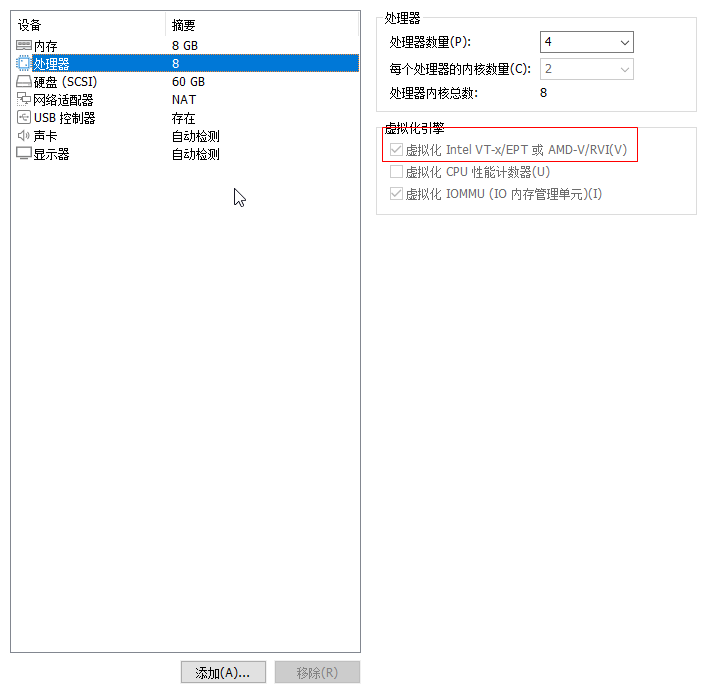 设备 摘要
内存 8 GB
处理器 8
硬盘 (SCSI) 60 GB
网络适配器 NAT
USB 控制器 存在
声卡 自动检测
显示器 自动检测
添加(A)... 移除(R)
处理器
处理器数量(P): 4
每个处理器的内核数量(C): 2
处理器内核总数: 8
虚拟化引擎
虚拟化 Intel VT-x/EPT 或 AMD-V/RVI(V)
虚拟化 CPU 性能计数器(U)
虚拟化 IOMMU (IO 内存管理单元)(I)